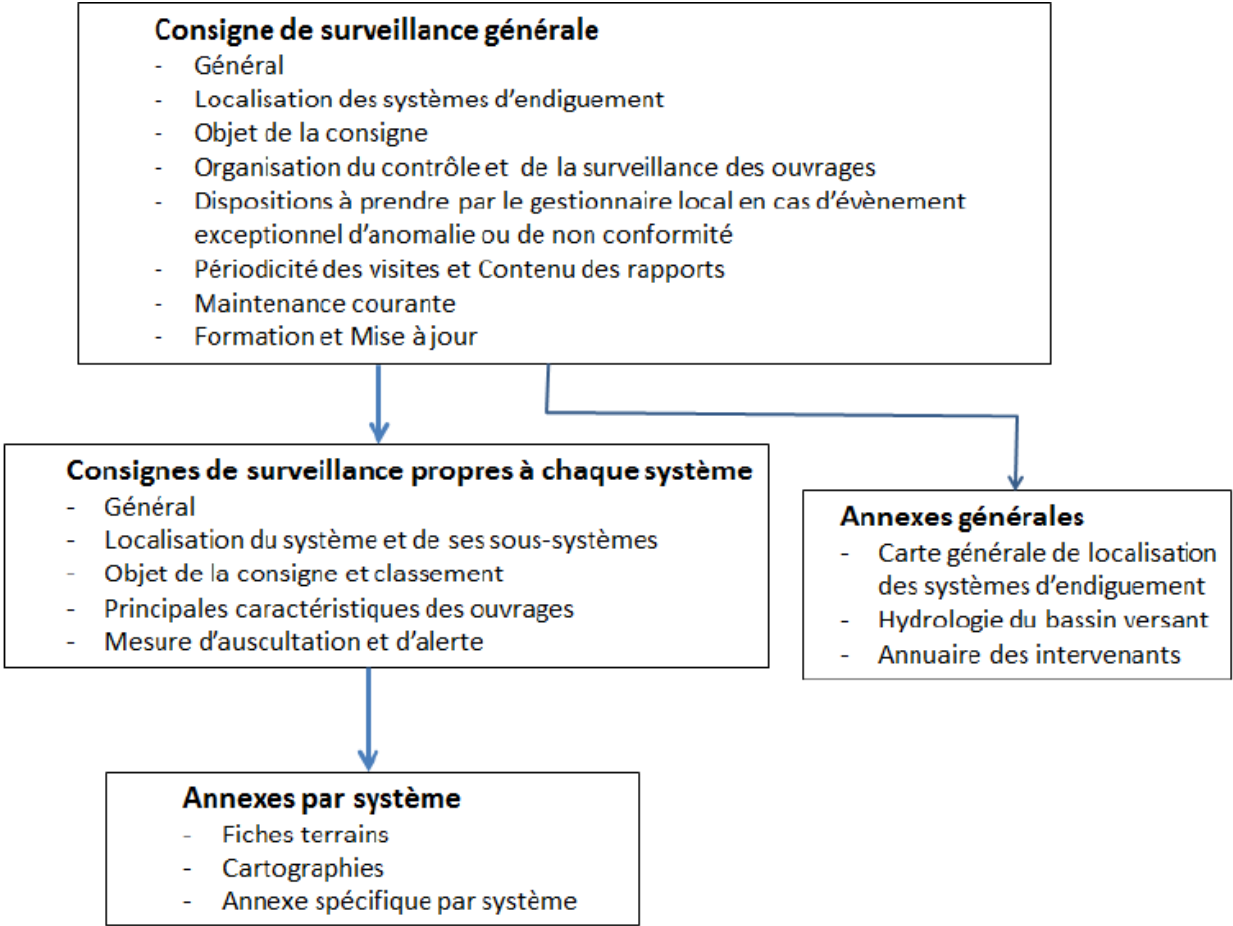 Consigne de surveillance générale
- Général
- Localisation des systèmes d'endiguement
- Objet de la consigne
- Organisation du contrôle et de la surveillance des ouvrages
- Dispositions à prendre par le gestionnaire local en cas d'évènement
exceptionnel d'anomalie ou de non conformité
- Périodicité des visites et Contenu des rapports
- Maintenance courante
- Formation et Mise à jour
Consignes de surveillance propres à chaque système
- Général
- Localisation du système et de ses sous-systèmes
- Objet de la consigne et classement
- Principales caractéristiques des ouvrages
- Mesure d'auscultation et d'alerte
Annexes générales
- Carte générale de localisation
des systèmes d'endiguement
- Hydrologie du bassin versant
- Annuaire des intervenants
Annexes par système
- Fiches terrains
- Cartographies
- Annexe spécifique par système